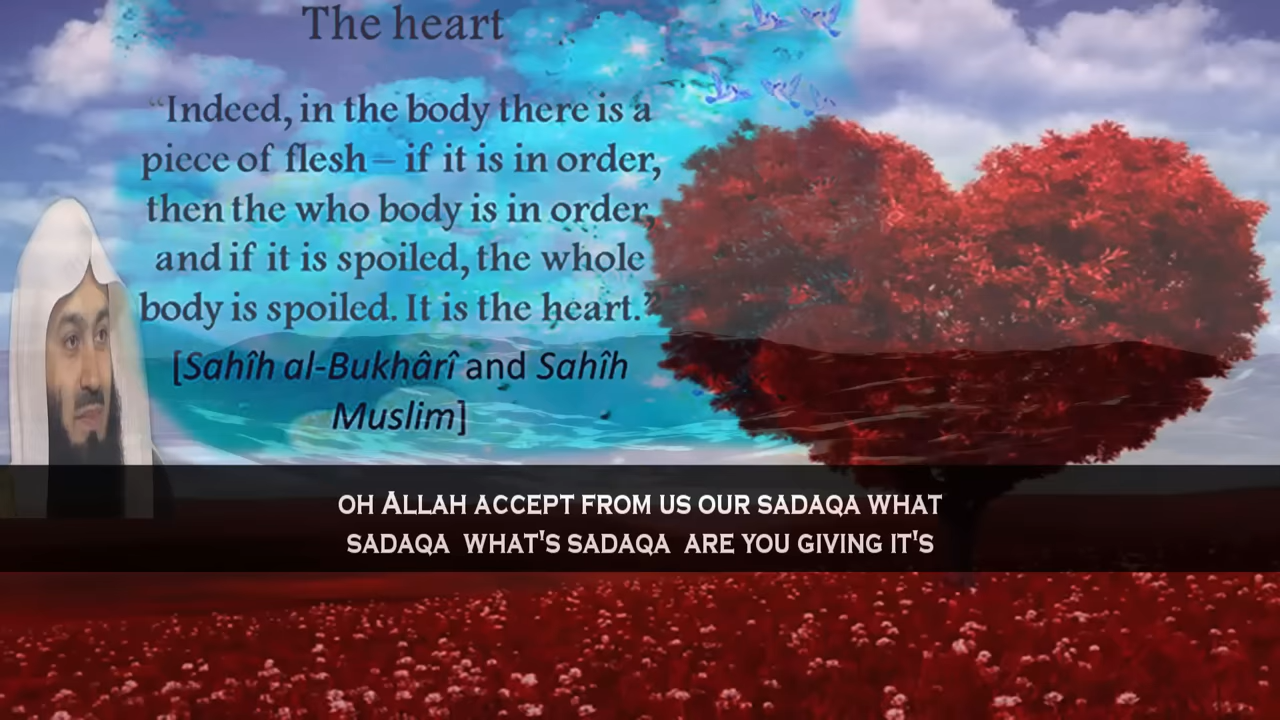 The heart
“Indeed, in the body there is a
piece of flesh – if it is in order,
then the who body is in order,
and if it is spoiled, the whole
body is spoiled. It is the heart.”
[Sahîh al-Bukhârî and Sahîh
Muslim]
OH ALLAH ACCEPT FROM US OUR SADAQA WHAT
SADAQA WHAT'S SADAQA ARE YOU GIVING IT'S